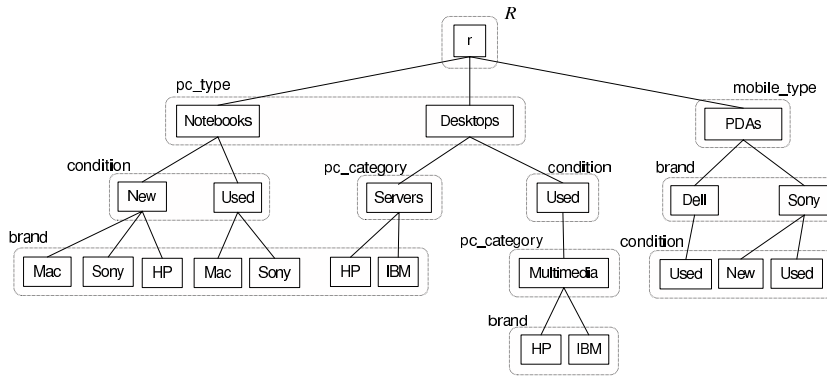 R
r
pc_type
mobile_type
Notebooks
Desktops
PDAs
condition
pc_category
condition
brand
New
Used
Servers
Used
Dell
Sony
brand
pc_category
condition
Mac
Sony
HP
Mac
Sony
HP
IBM
Multimedia
Used
New
Used
brand
HP
IBM